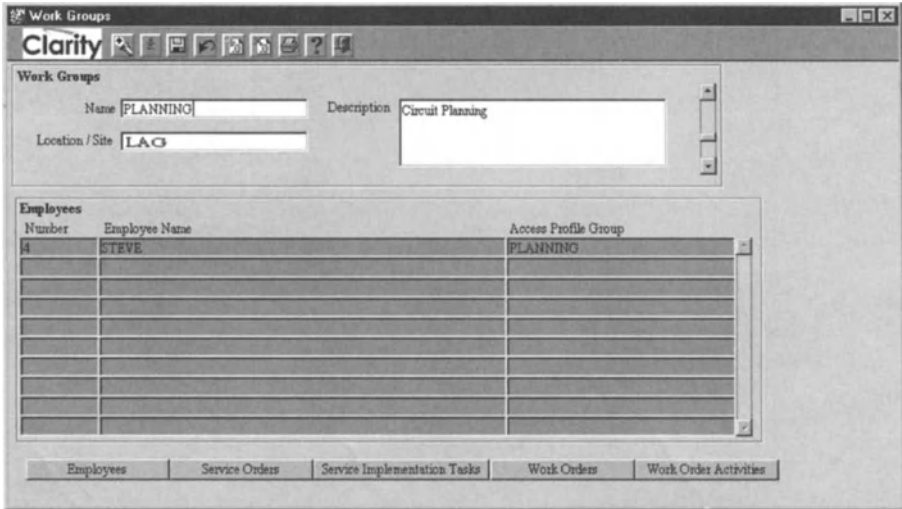 Work Groups
Clarity
Work Groups
Name PLANNING Description Circuit Planning
Location / Site LAG
Employees
Number Employee Name Access Profile Group
4 STEVE PLANNING
Employees Service Orders Service Implementation Tasks Work Orders Work Order Activities